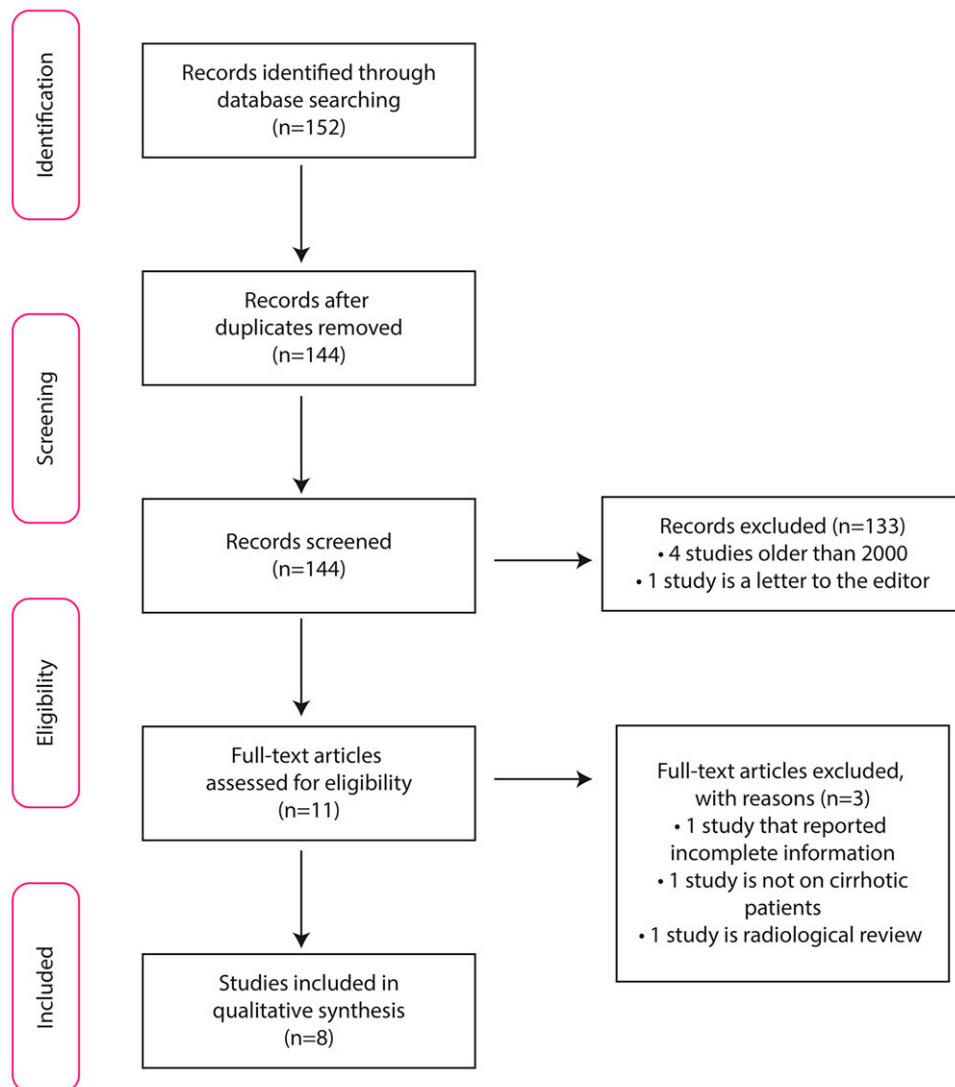 Identification
Records identified through
database searching
(n=152)
Records after
duplicates removed
(n=144)
Screening
Records screened
(n=144)
Records excluded (n=133)
• 4 studies older than 2000
• 1 study is a letter to the editor
Eligibility
Full-text articles
assessed for eligibility
(n=11)
Full-text articles excluded,
with reasons (n=3)
• 1 study that reported
incomplete information
• 1 study is not on cirrhotic
patients
• 1 study is radiological review
Included
Studies included in
qualitative synthesis
(n=8)